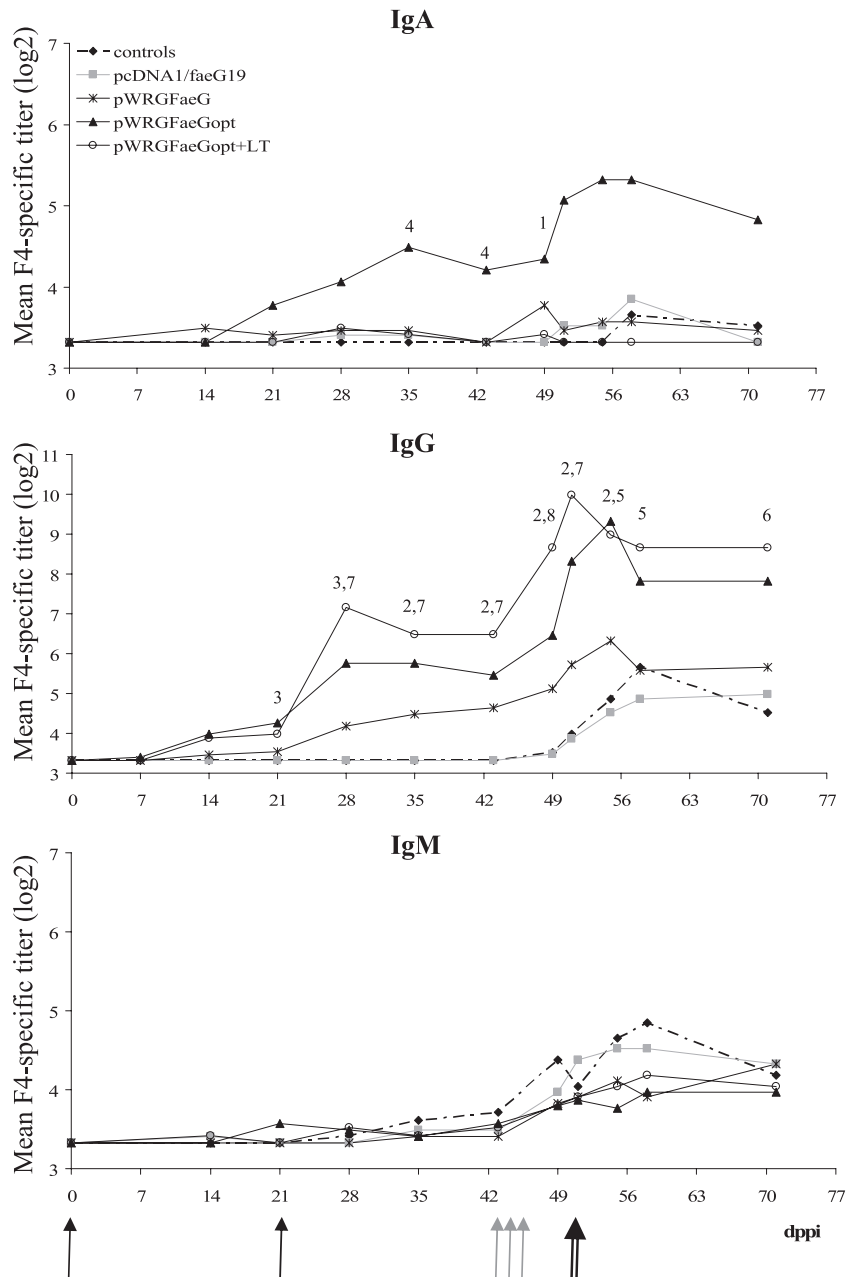 IgA
Mean F4-specific titer (log2)
7
6
5
4
3
controls
pcDNA1/faeG19
pWRGFaeG
pWRGFaeGopt
pWRGFaeGopt+LT
4
4
1
0 7 14 21 28 35 42 49 56 63 70 77
IgG
Mean F4-specific titer (log2)
11
10
9
8
7
6
5
4
3
3
3,7
2,7
2,7
2,8
2,7
2,5
5
6
0 7 14 21 28 35 42 49 56 63 70 77
IgM
Mean F4-specific titer (log2)
7
6
5
4
3
0 7 14 21 28 35 42 49 56 63 70 77
dppi